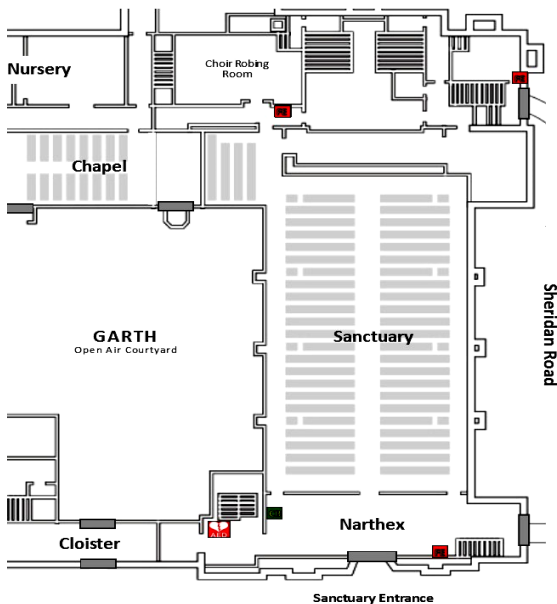 Nursery
Choir Robing
Room
Chapel
GARTH
Open Air Courtyard
Sanctuary
Sheridan Road
AED
Narthex
Cloister
Sanctuary Entrance